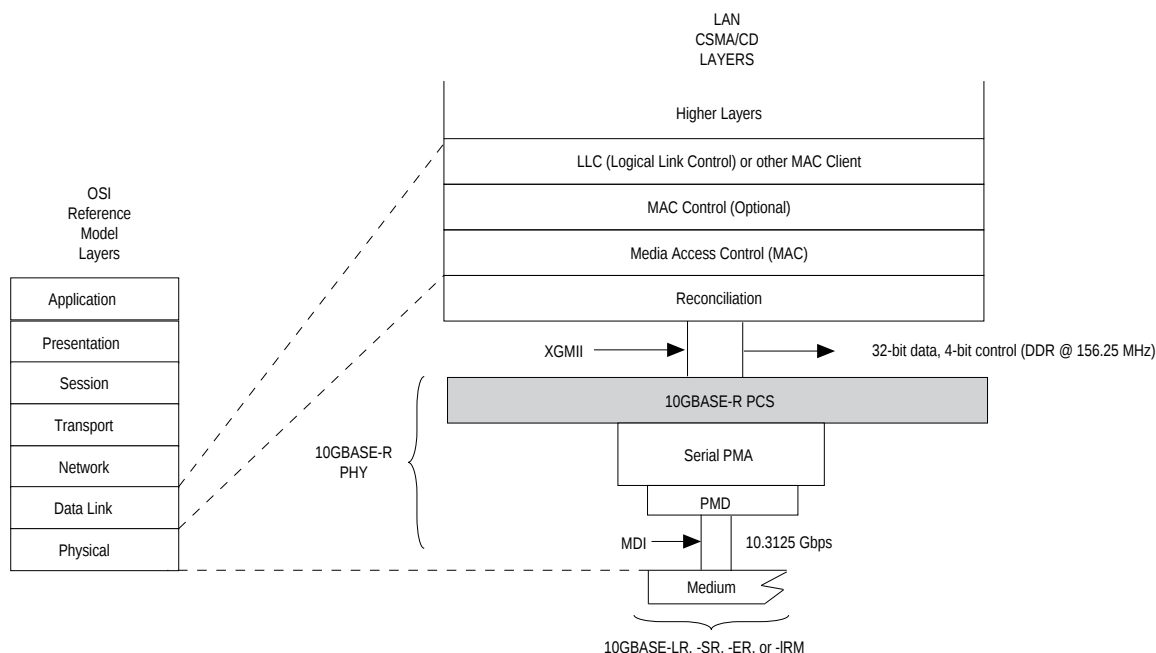 LAN
CSMA/CD
LAYERS
Higher Layers
LLC (Logical Link Control) or other MAC Client
MAC Control (Optional)
Media Access Control (MAC)
Reconciliation
OSI
Reference
Model
Layers
Application
Presentation
Session
Transport
Network
Data Link
Physical
XGMII
32-bit data, 4-bit control (DDR @ 156.25 MHz)
10GBASE-R PCS
10GBASE-R
PHY
Serial PMA
PMD
MDI
10.3125 Gbps
Medium
10GBASE-LR, -SR, -ER, or -lRM